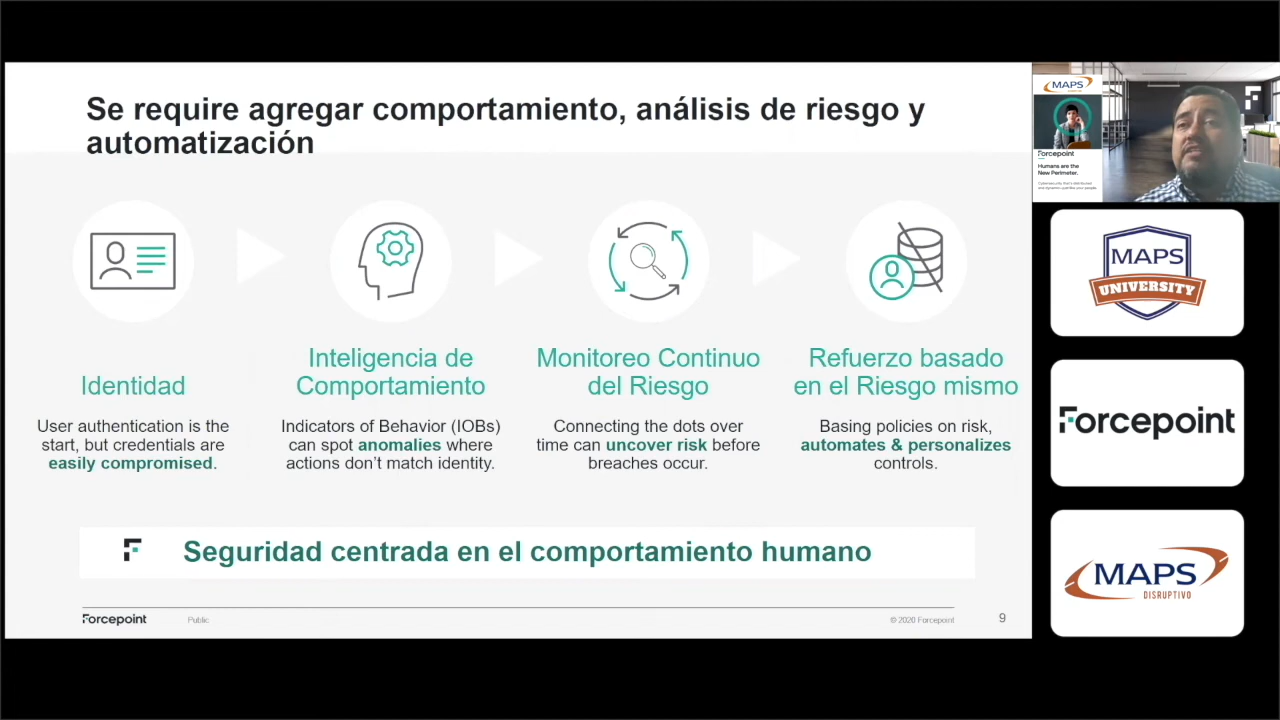 Se require agregar comportamiento, análisis de riesgo y
automatización
Identidad
User authentication is the
start, but credentials are
easily compromised.
Inteligencia de
Comportamiento
Indicators of Behavior (IOBs)
can spot anomalies where
actions don't match identity.
Monitoreo Continuo
del Riesgo
Connecting the dots over
time can uncover risk before
breaches occur.
Refuerzo basado
en el Riesgo mismo
Basing policies on risk,
automates & personalizes
controls.
Seguridad centrada en el comportamiento humano
Forcepoint
Public
© 2020 Forcepoint
9
MAPS
Forcepoint
Humans are the
New Perimeter.
MAPS
UNIVERSITY
Forcepoint
MAPS
DISRUPTIVO